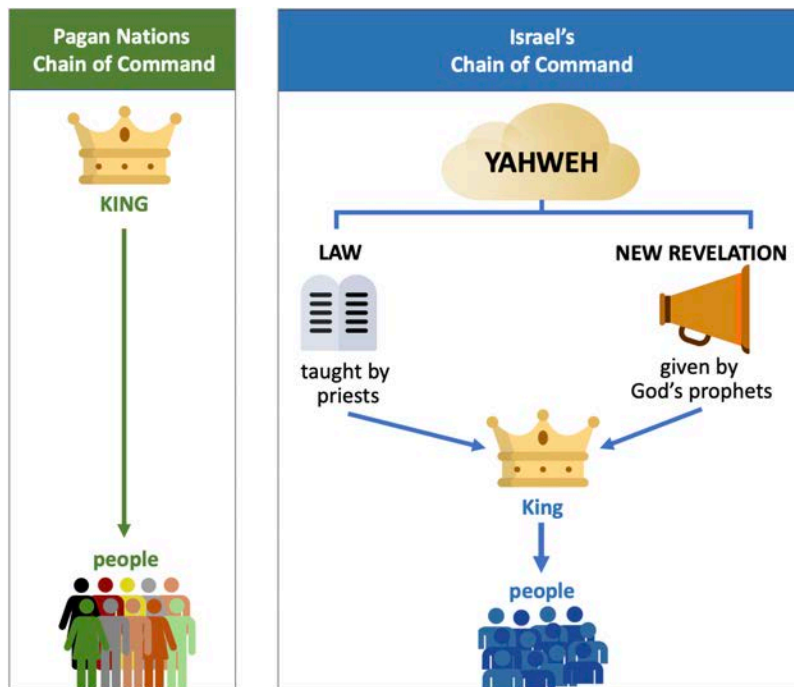 Pagan Nations
Chain of Command
KING
people
Israel's
Chain of Command
YAHWEH
LAW
taught by
priests
NEW REVELATION
given by
God's prophets
King
people